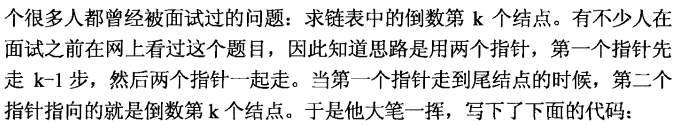 个很多人都曾经被面试过的问题：求链表中的倒数第 k 个结点。有不少人在
面试之前在网上看过这个题目，因此知道思路是用两个指针，第一个指针先
走 k-1 步，然后两个指针一起走。当第一个指针走到尾结点的时候，第二个
指针指向的就是倒数第 k 个结点。于是他大笔一挥，写下了下面的代码：